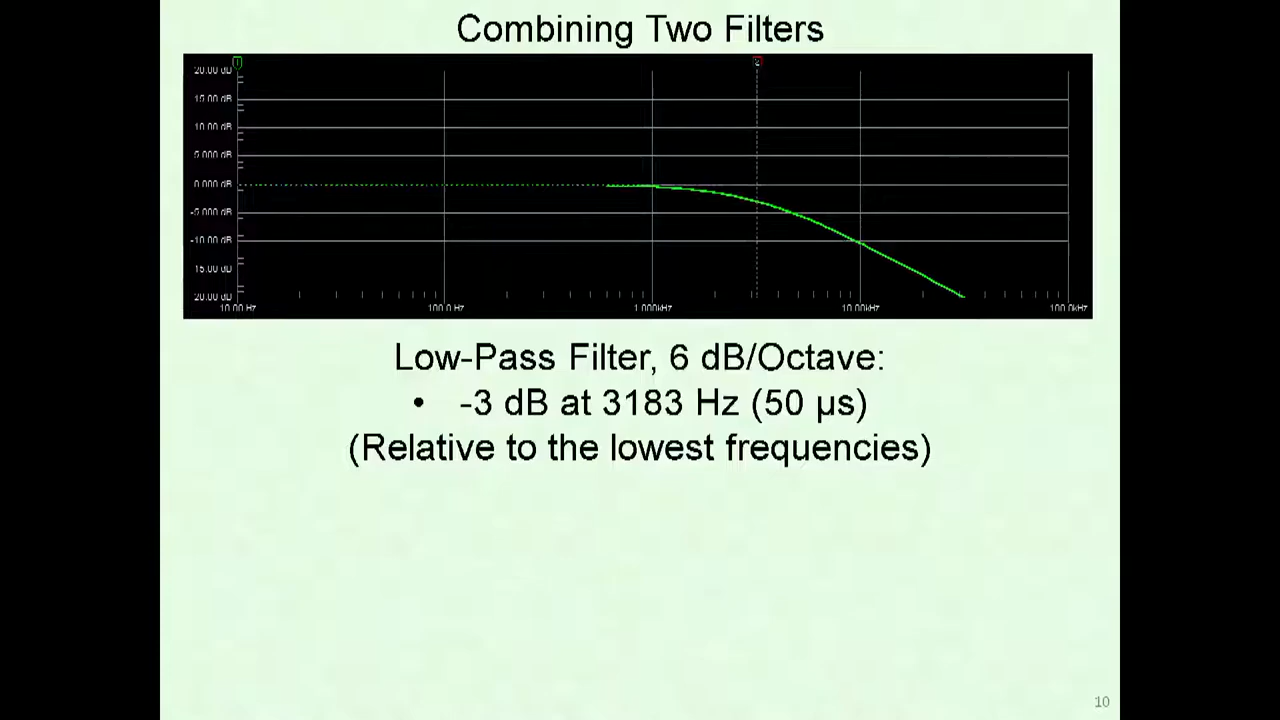 Combining Two Filters
1
2
20.00 dB
15.00 dB
10.00 dB
5.000 dB
0.000 dB
-5.000 dB
-10.00 dB
15.00 dB
20.00 dB
10.00 Hz 100.0 Hz 1.000kHz 10.00kHz 100.0kHz
Low-Pass Filter, 6 dB/Octave:
• -3 dB at 3183 Hz (50 µs)
(Relative to the lowest frequencies)
10